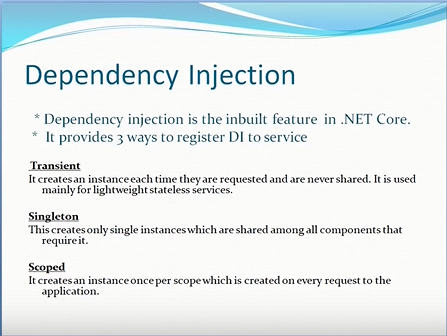 Dependency Injection
* Dependency injection is the inbuilt feature in .NET Core.
* It provides 3 ways to register DI to service
Transient
It creates an instance each time they are requested and are never shared. It is used
mainly for lightweight stateless services.
Singleton
This creates only single instances which are shared among all components that
require it.
Scoped
It creates an instance once per scope which is created on every request to the
application.